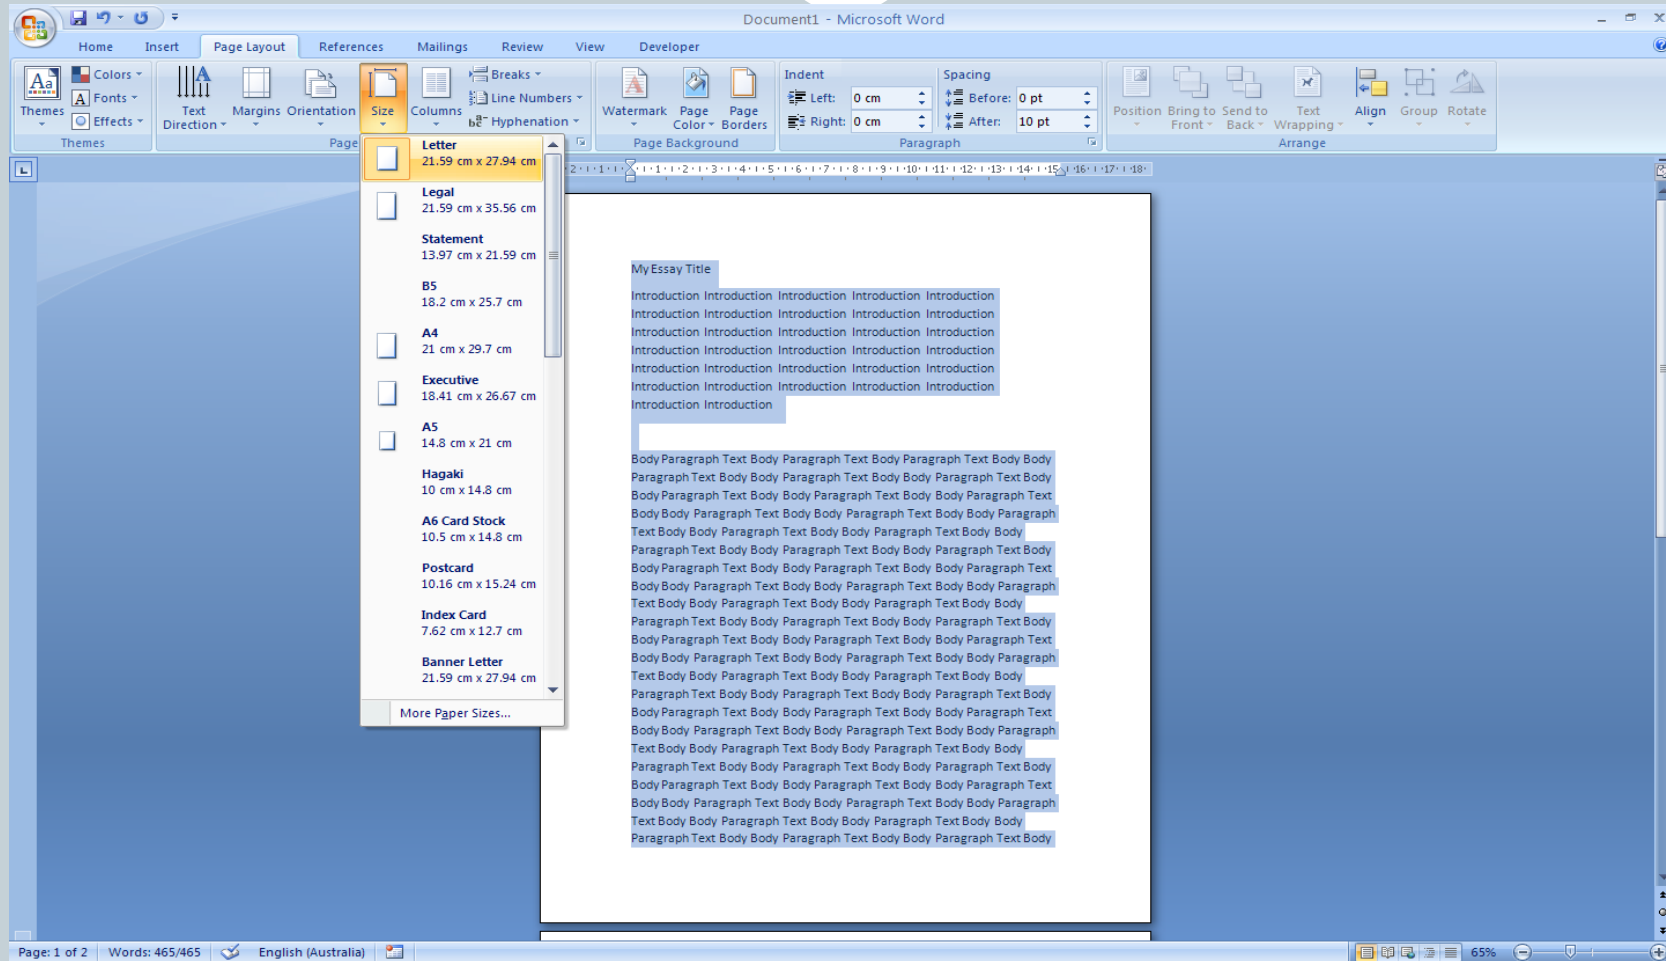 Document1 - Microsoft Word
Home Insert Page Layout References Mailings Review View Developer
Themes
Aa
Colors
A Fonts
Effects
Themes
Text Direction
Margins
Orientation
Size
Columns
Breaks
Line Numbers
Hyphenation
Page
Watermark
Page Color
Page Borders
Page Background
Indent
Left: 0 cm
Right: 0 cm
Spacing
Before: 0 pt
After: 10 pt
Paragraph
Position
Bring to Front
Send to Back
Text Wrapping
Align
Group
Rotate
Arrange
Letter
21.59 cm x 27.94 cm
Legal
21.59 cm x 35.56 cm
Statement
13.97 cm x 21.59 cm
B5
18.2 cm x 25.7 cm
A4
21 cm x 29.7 cm
Executive
18.41 cm x 26.67 cm
A5
14.8 cm x 21 cm
Hagaki
10 cm x 14.8 cm
A6 Card Stock
10.5 cm x 14.8 cm
Postcard
10.16 cm x 15.24 cm
Index Card
7.62 cm x 12.7 cm
Banner Letter
21.59 cm x 27.94 cm
More Paper Sizes...
2 1 1 2 3 4 5 6 7 8 9 10 11 12 13 14 15 16 17 18
My Essay Title
Introduction Introduction Introduction Introduction Introduction
Introduction Introduction Introduction Introduction Introduction
Introduction Introduction Introduction Introduction Introduction
Introduction Introduction Introduction Introduction Introduction
Introduction Introduction Introduction Introduction Introduction
Introduction Introduction Introduction Introduction Introduction
Introduction Introduction
Body Paragraph Text Body Paragraph Text Body Paragraph Text Body Body
Paragraph Text Body Body Paragraph Text Body Body Paragraph Text Body
Body Paragraph Text Body Body Paragraph Text Body Body Paragraph Text
Body Body Paragraph Text Body Body Paragraph Text Body Body Paragraph
Text Body Body Paragraph Text Body Body Paragraph Text Body Body
Paragraph Text Body Body Paragraph Text Body Body Paragraph Text Body
Body Paragraph Text Body Body Paragraph Text Body Body Paragraph Text
Body Body Paragraph Text Body Body Paragraph Text Body Body Paragraph
Text Body Body Paragraph Text Body Body Paragraph Text Body Body
Paragraph Text Body Body Paragraph Text Body Body Paragraph Text Body
Body Paragraph Text Body Body Paragraph Text Body Body Paragraph Text
Body Body Paragraph Text Body Body Paragraph Text Body Body Paragraph
Text Body Body Paragraph Text Body Body Paragraph Text Body Body
Paragraph Text Body Body Paragraph Text Body Body Paragraph Text Body
Body Paragraph Text Body Body Paragraph Text Body Body Paragraph Text
Body Body Paragraph Text Body Body Paragraph Text Body Body Paragraph
Text Body Body Paragraph Text Body Body Paragraph Text Body Body
Paragraph Text Body Body Paragraph Text Body Body Paragraph Text Body
Body Paragraph Text Body Body Paragraph Text Body Body Paragraph Text
Body Body Paragraph Text Body Body Paragraph Text Body Body Paragraph
Text Body Body Paragraph Text Body Body Paragraph Text Body Body
Paragraph Text Body Body Paragraph Text Body Body Paragraph Text Body
Page: 1 of 2 Words: 465/465 English (Australia) 65%